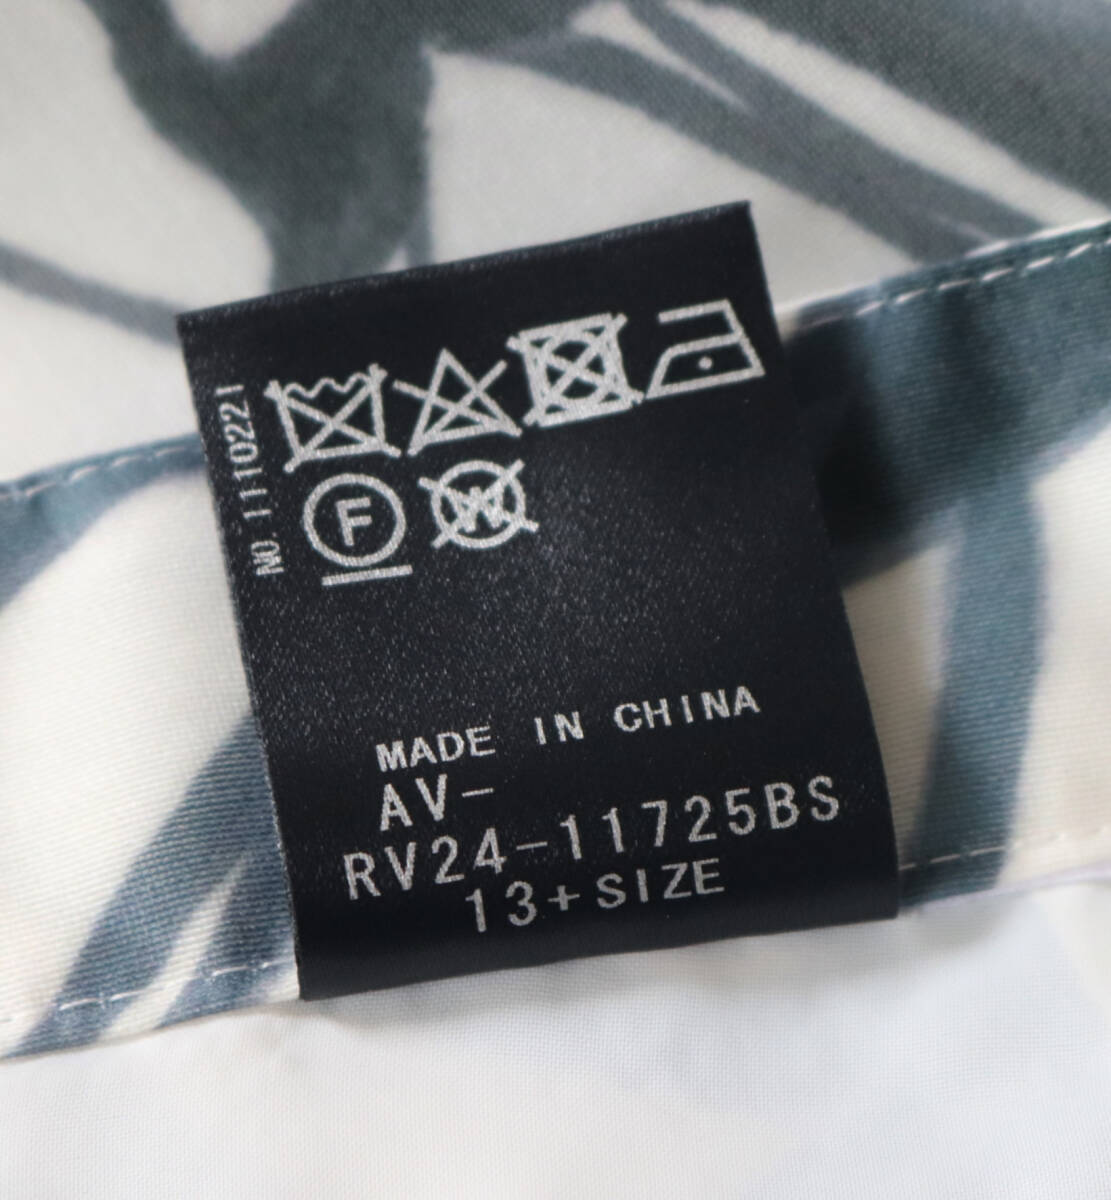 NO.1110221
F
W
MADE IN CHINA
AV-
RV24-11725BS
13+SIZE